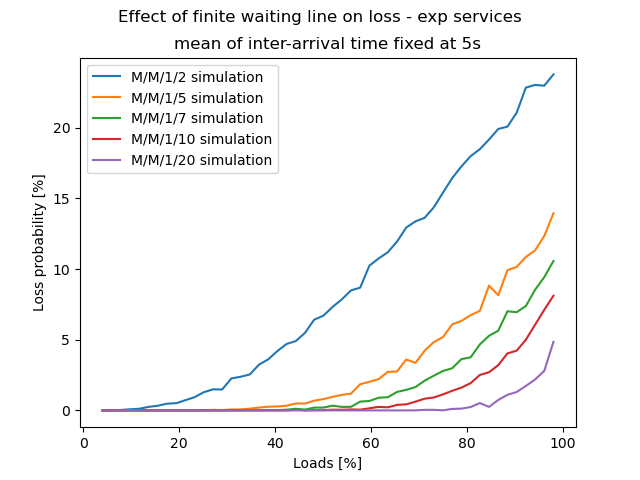 Effect of finite waiting line on loss - exp services
mean of inter-arrival time fixed at 5s
M/M/1/2 simulation
M/M/1/5 simulation
M/M/1/7 simulation
M/M/1/10 simulation
M/M/1/20 simulation
Loss probability [%]
20
15
10
5
0
0 20 40 60 80 100
Loads [%]